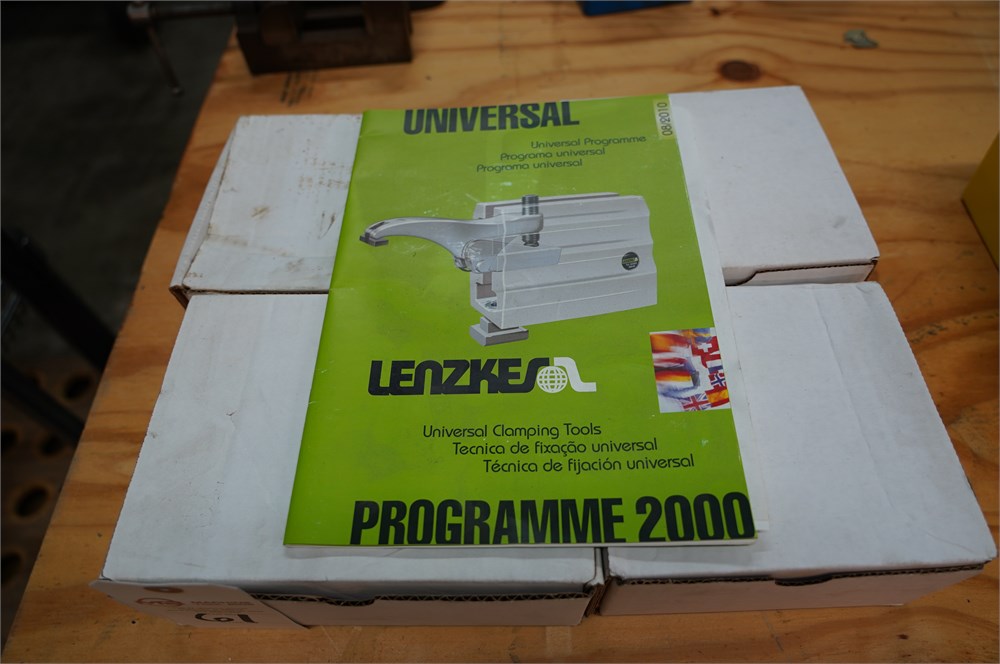 UNIVERSAL
08/2010
Universal Programme
Programa universal
Programa universal
LENZKES
Universal Clamping Tools
Tecnica de fixação universal
Técnica de fijación universal
PROGRAMME 2000
61